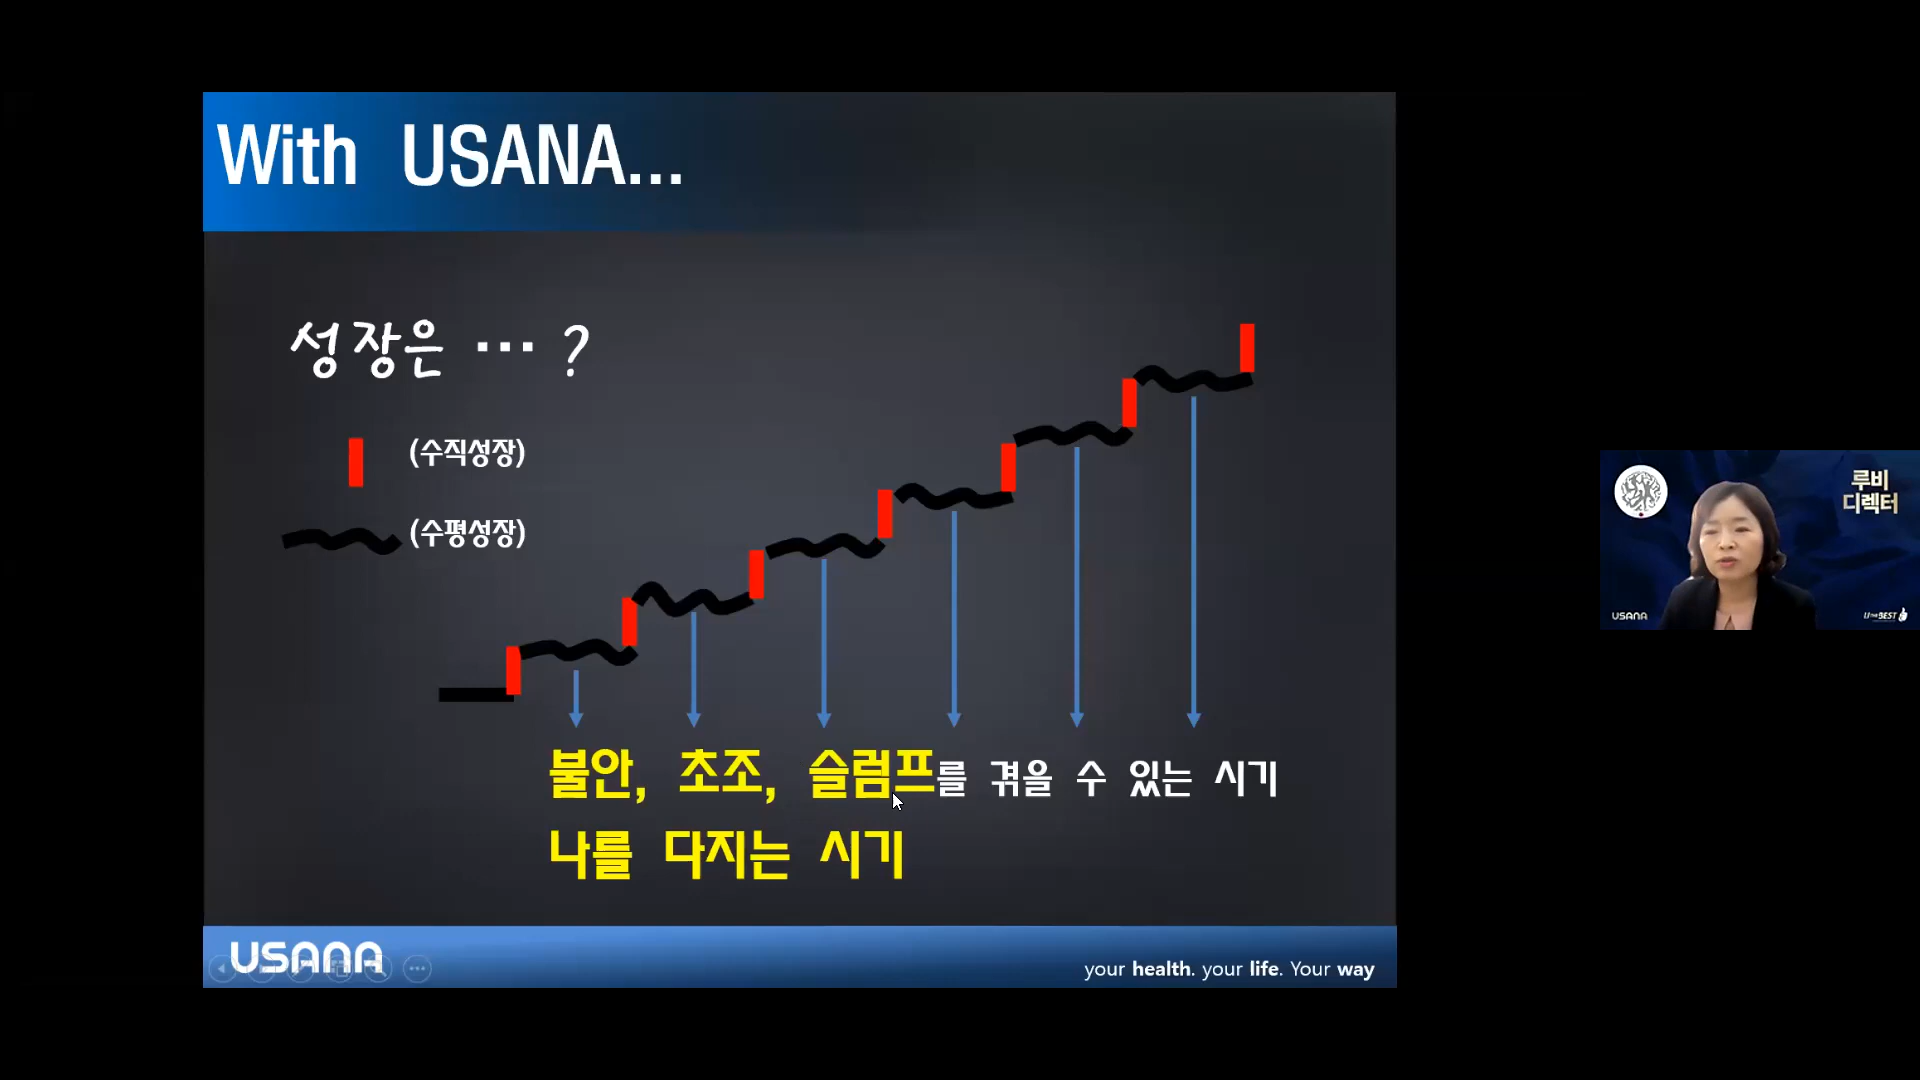 With USANA...
성장은 … ?
(수직성장)
(수평성장)
불안, 초조, 슬럼프를 겪을 수 있는 시기
나를 다지는 시기
USANA
your health. your life. Your way
루비
디렉터
USANA
U THE BEST